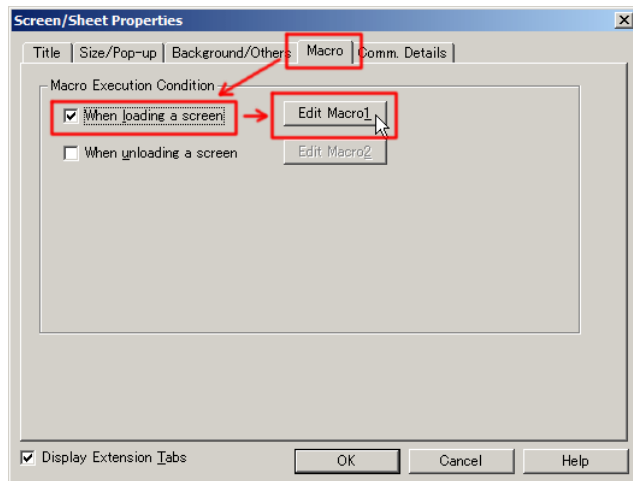 Screen/Sheet Properties
Title Size/Pop-up Background/Others Macro Comm. Details
Macro Execution Condition
When loading a screen Edit Macro1
When unloading a screen Edit Macro2
Display Extension Tabs OK Cancel Help